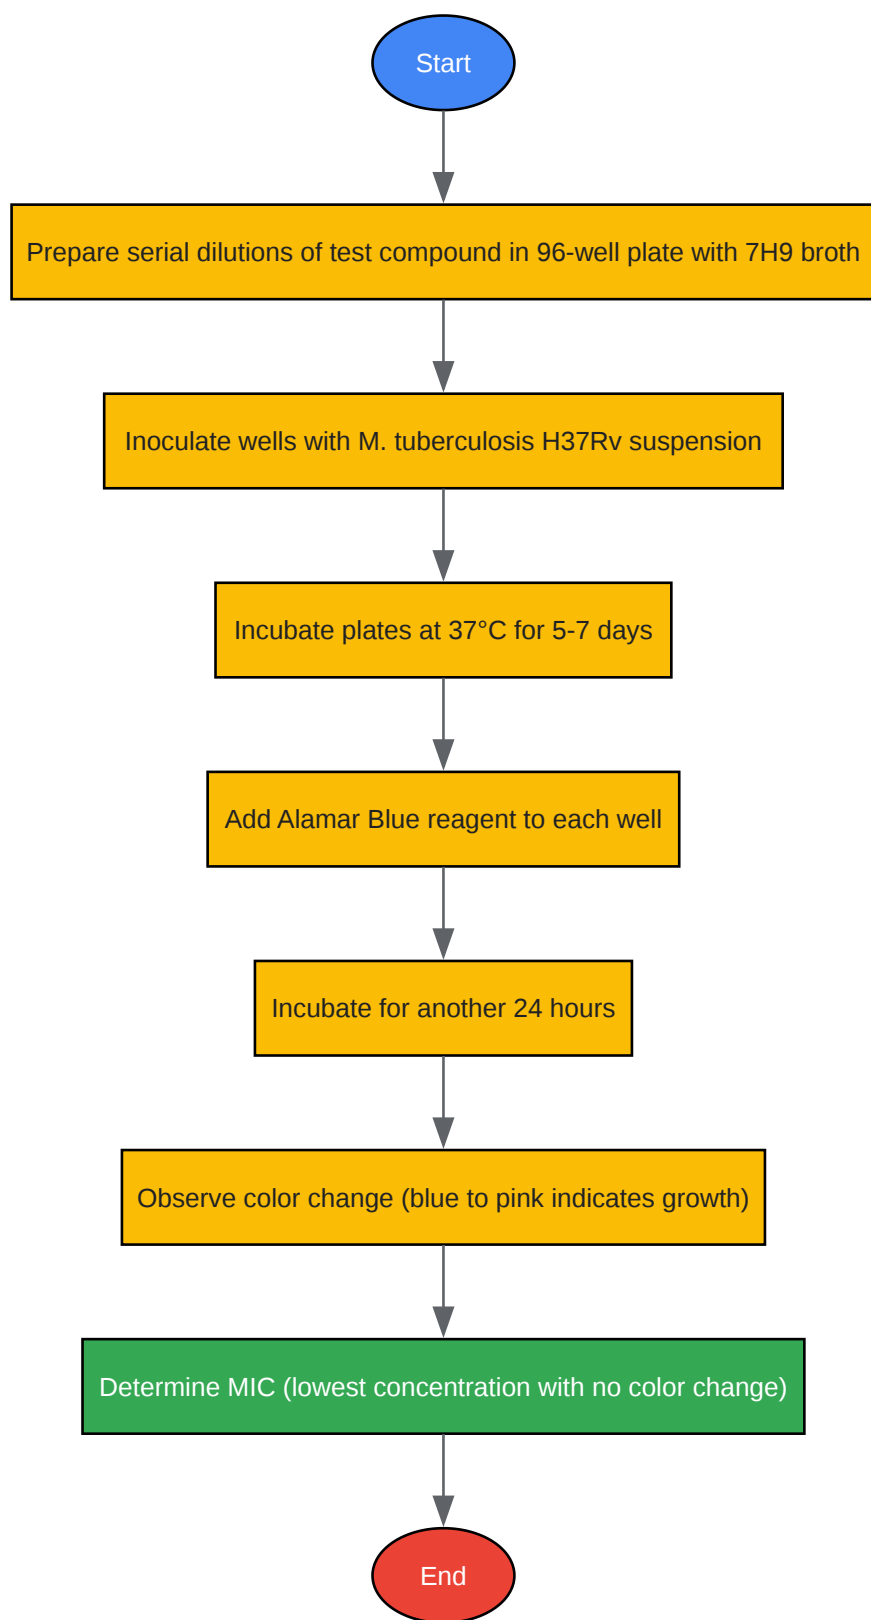 Start
Prepare serial dilutions of test compound in 96-well plate with 7H9 broth
Inoculate wells with M. tuberculosis H37Rv suspension
Incubate plates at 37°C for 5-7 days
Add Alamar Blue reagent to each well
Incubate for another 24 hours
Observe color change (blue to pink indicates growth)
Determine MIC (lowest concentration with no color change)
End